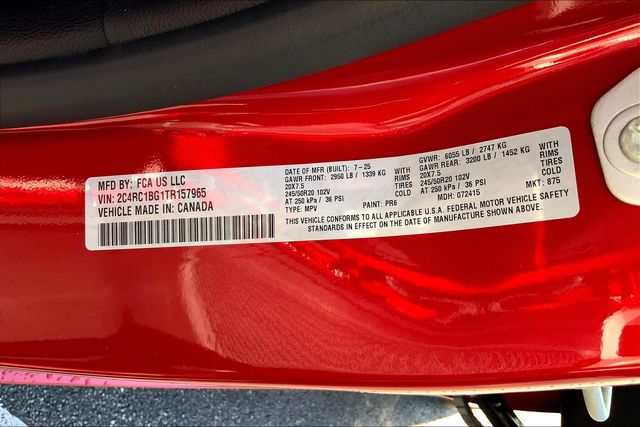 MFD BY: FCA US LLC
VIN: 2C4RC1BG1TR157965
VEHICLE MADE IN: CANADA
DATE OF MFR (BUILT): 7-25
GAWR FRONT: 2950 LB / 1339 KG WITH
20X7.5 RIMS
245/50R20 102V TIRES
AT 250 kPa / 36 PSI COLD
TYPE: MPV PAINT: PR6
GVWR: 6055 LB / 2747 KG
GAWR REAR: 3200 LB / 1452 KG WITH
20X7.5 RIMS
245/50R20 102V TIRES
AT 250 kPa / 36 PSI COLD
MDH: 072415 MKT: 875
THIS VEHICLE CONFORMS TO ALL APPLICABLE U.S.A. FEDERAL MOTOR VEHICLE SAFETY
STANDARDS IN EFFECT ON THE DATE OF MANUFACTURE SHOWN ABOVE.